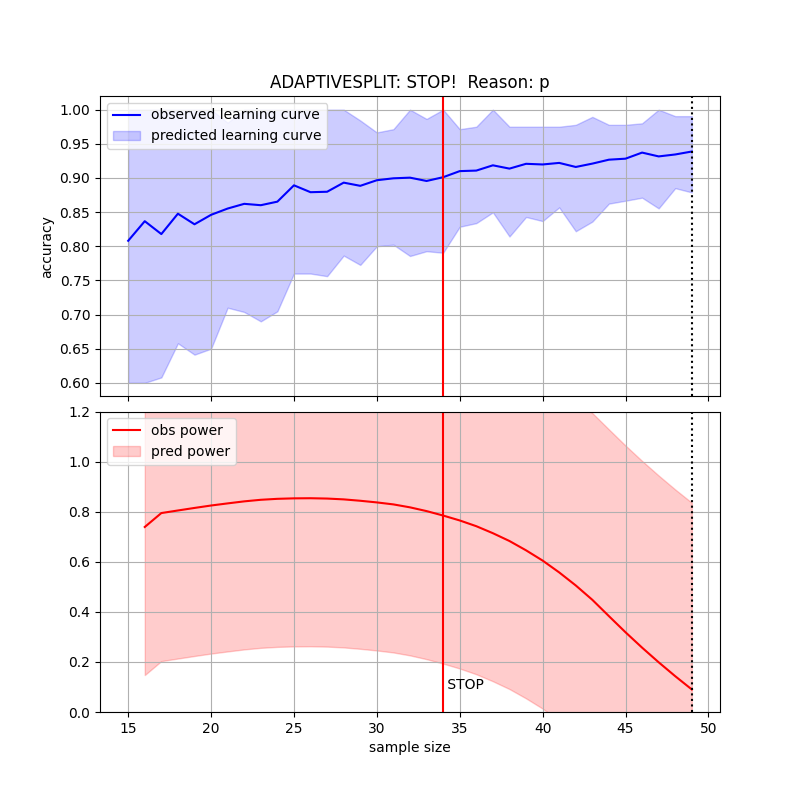 ADAPTIVESPLIT: STOP!  Reason: p
1.00
0.95
0.90
0.85
0.80
0.75
0.70
0.65
0.60
accuracy
observed learning curve
predicted learning curve
1.2
1.0
0.8
0.6
0.4
0.2
0.0
obs power
pred power
STOP
15 20 25 30 35 40 45 50
sample size